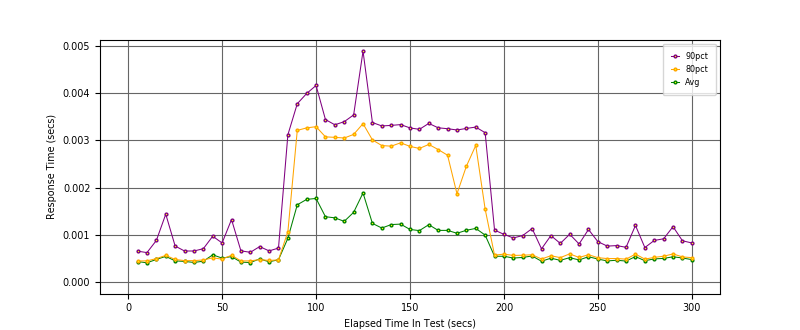 0.005
0.004
0.003
0.002
0.001
0.000
Response Time (secs)
90pct
80pct
Avg
0 50 100 150 200 250 300
Elapsed Time In Test (secs)